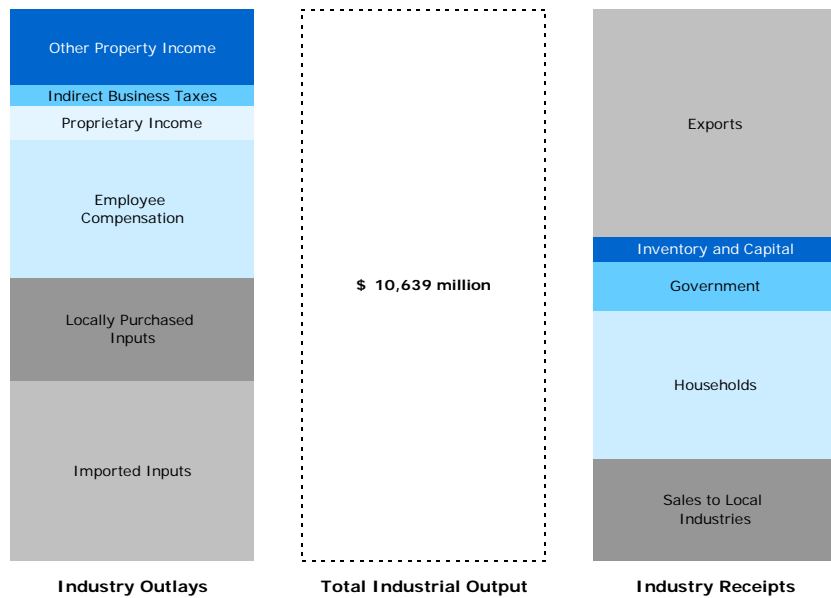 Other Property Income
Indirect Business Taxes
Proprietary Income
Employee
Compensation
Locally Purchased
Inputs
Imported Inputs
Industry Outlays
$ 10,639 million
Total Industrial Output
Exports
Inventory and Capital
Government
Households
Sales to Local
Industries
Industry Receipts